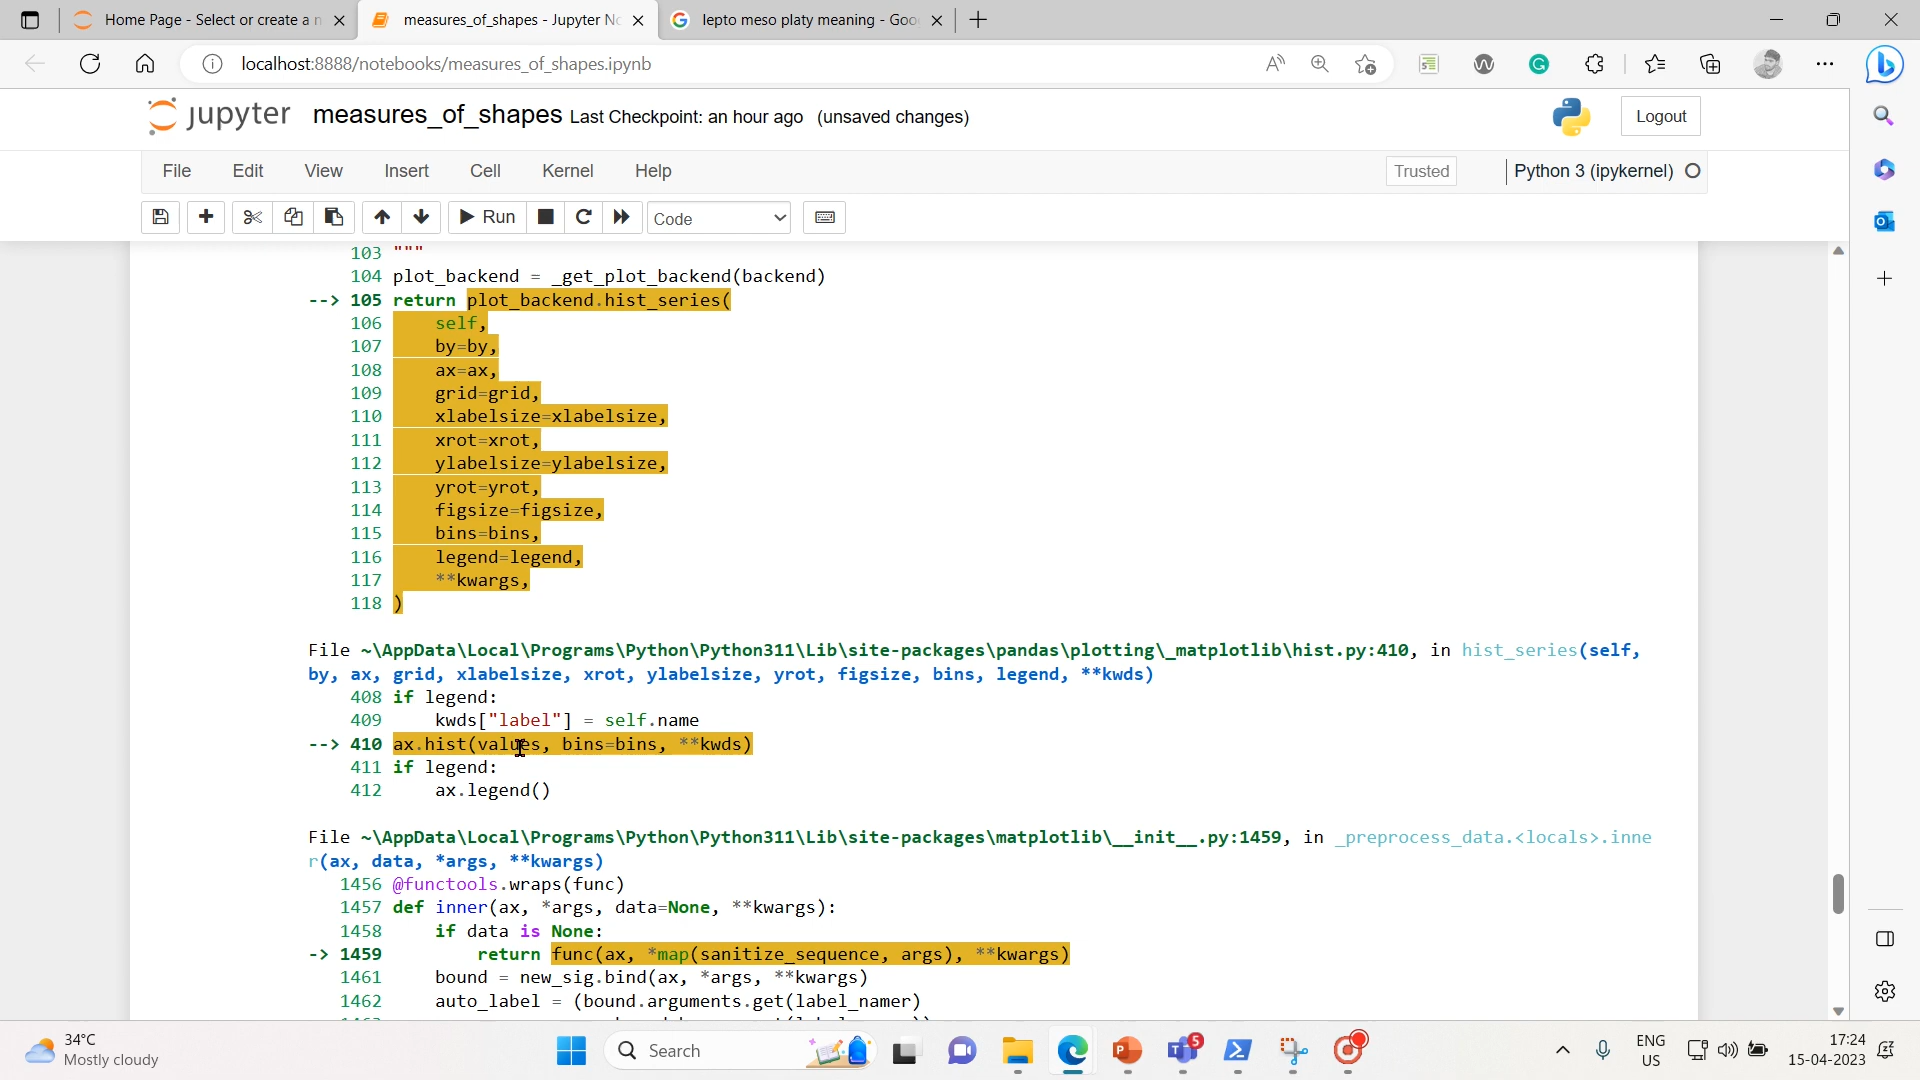 Home Page - Select or create a n
measures_of_shapes - Jupyter No
lepto meso platy meaning - Goo
localhost:8888/notebooks/measures_of_shapes.ipynb
jupyter measures_of_shapes Last Checkpoint: an hour ago (unsaved changes)
Logout
File Edit View Insert Cell Kernel Help
Trusted
Python 3 (ipykernel)
Run
Code
103 """
104 plot_backend = _get_plot_backend(backend)
--> 105 return plot_backend.hist_series(
106     self,
107     by=by,
108     ax=ax,
109     grid=grid,
110     xlabelsize=xlabelsize,
111     xrot=xrot,
112     ylabelsize=ylabelsize,
113     yrot=yrot,
114     figsize=figsize,
115     bins=bins,
116     legend=legend,
117     **kwargs,
118 )
File ~\AppData\Local\Programs\Python\Python311\Lib\site-packages\pandas\plotting\_matplotlib\hist.py:410, in hist_series(self,
by, ax, grid, xlabelsize, xrot, ylabelsize, yrot, figsize, bins, legend, **kwds)
408 if legend:
409     kwds["label"] = self.name
--> 410 ax.hist(values, bins=bins, **kwds)
411 if legend:
412     ax.legend()
File ~\AppData\Local\Programs\Python\Python311\Lib\site-packages\matplotlib\__init__.py:1459, in _preprocess_data.<locals>.inne
r(ax, data, *args, **kwargs)
1456 @functools.wraps(func)
1457 def inner(ax, *args, data=None, **kwargs):
1458     if data is None:
-> 1459         return func(ax, *map(sanitize_sequence, args), **kwargs)
1461     bound = new_sig.bind(ax, *args, **kwargs)
1462     auto_label = (bound.arguments.get(label_namer)
34°C
Mostly cloudy
Search
5
ENG
US
17:24
15-04-2023